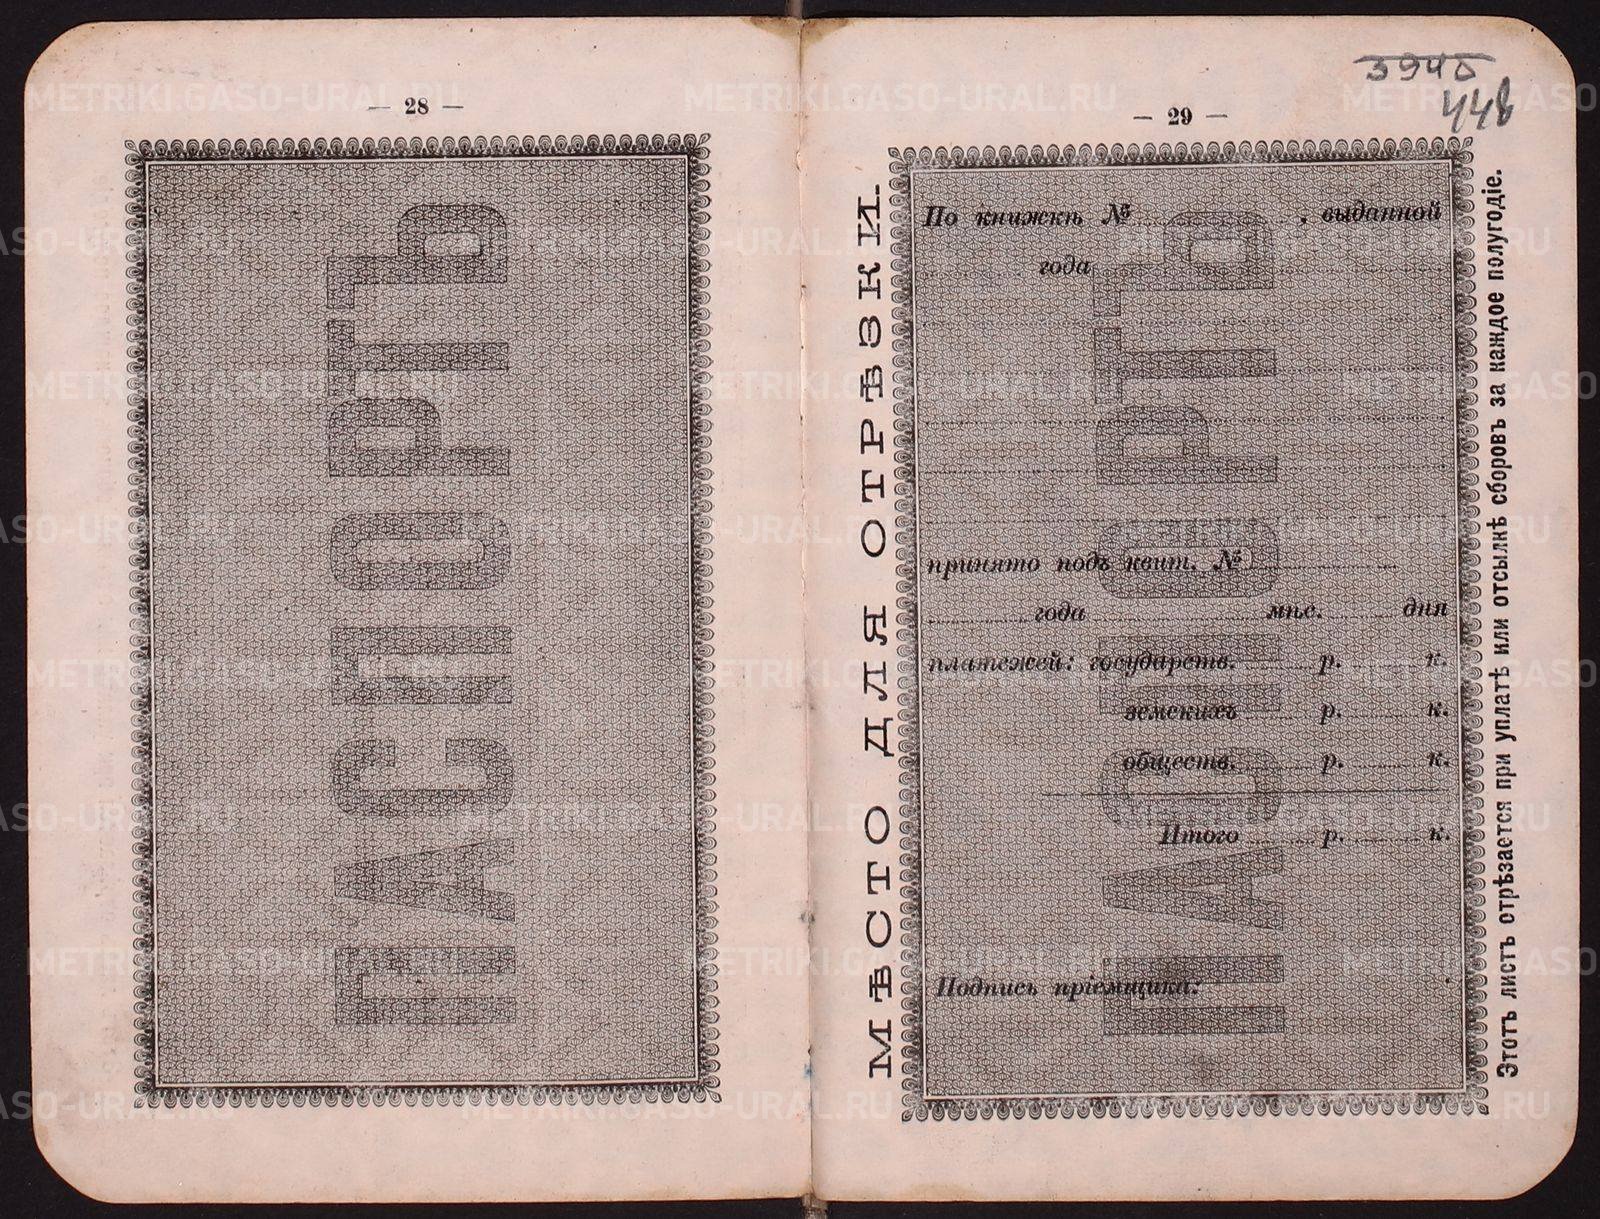 — 28 —
ПАСПОРТЪ
3945
448
— 29 —
МѢСТО ДЛЯ ОТРѢЗКИ.
ПАСПОРТЪ
По книжкѣ № , выданной
года
принято подъ квит. №
года мѣс. дня
платежей: государств. р. к.
земскихъ р. к.
обществ. р. к.
Итого р. к.
Подпись пріемщика:
Этотъ листъ отрѣзается при уплатѣ или отсылкѣ сборовъ за каждое полугодіе.
METRIKI.GASO-URAL.RU